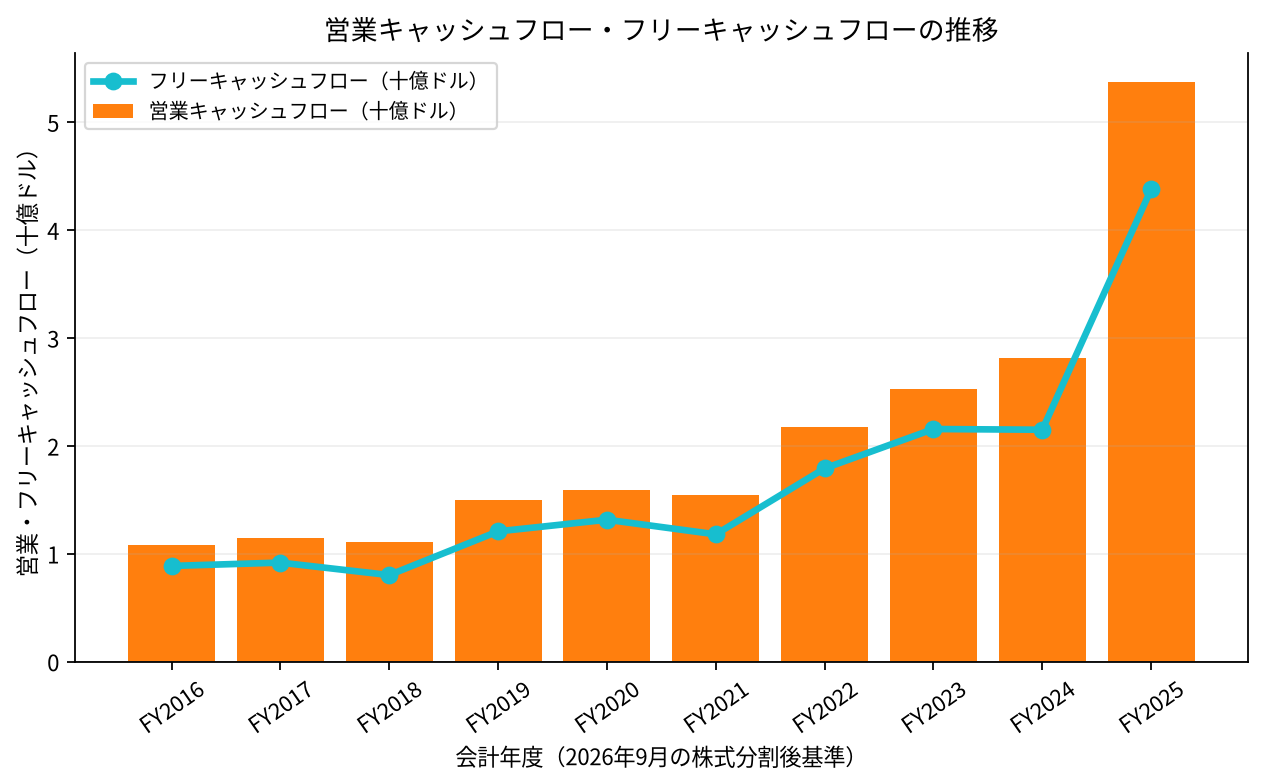 営業キャッシュフロー・フリーキャッシュフローの推移
フリーキャッシュフロー（十億ドル）
営業キャッシュフロー（十億ドル）
営業・フリーキャッシュフロー（十億ドル）
5
4
3
2
1
0
FY2016
FY2017
FY2018
FY2019
FY2020
FY2021
FY2022
FY2023
FY2024
FY2025
会計年度（2026年9月の株式分割後基準）